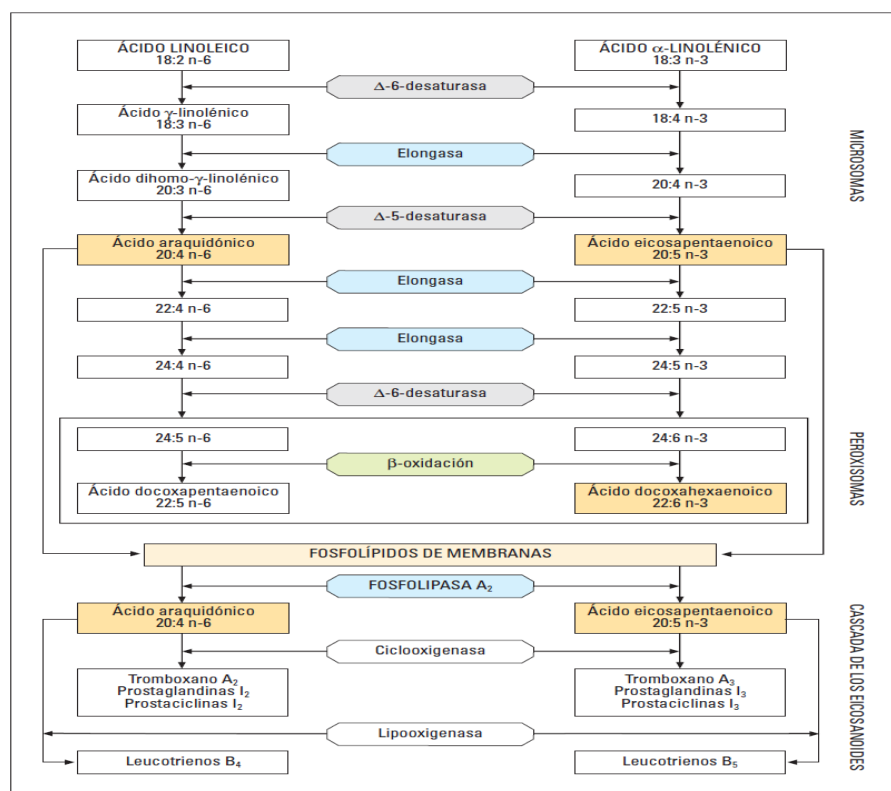 ÁCIDO LINOLEICO
18:2 n-6
ÁCIDO α-LINOLÉNICO
18:3 n-3
Δ-6-desaturasa
Ácido γ-linolénico
18:3 n-6
18:4 n-3
Elongasa
Ácido dihomo-γ-linolénico
20:3 n-6
20:4 n-3
Δ-5-desaturasa
Ácido araquidónico
20:4 n-6
Ácido eicosapentaenoico
20:5 n-3
Elongasa
22:4 n-6
22:5 n-3
Elongasa
24:4 n-6
24:5 n-3
Δ-6-desaturasa
MICROSOMAS
24:5 n-6
24:6 n-3
β-oxidación
Ácido docoxapentaenoico
22:5 n-6
Ácido docoxahexaenoico
22:6 n-3
PEROXISOMAS
FOSFOLÍPIDOS DE MEMBRANAS
FOSFOLIPASA A₂
Ácido araquidónico
20:4 n-6
Ácido eicosapentaenoico
20:5 n-3
Ciclooxigenasa
Tromboxano A₂
Prostaglandinas I₂
Prostaciclinas I₂
Tromboxano A₃
Prostaglandinas I₃
Prostaciclinas I₃
Lipooxigenasa
Leucotrienos B₄
Leucotrienos B₅
CASCADA DE LOS EICOSANOIDES